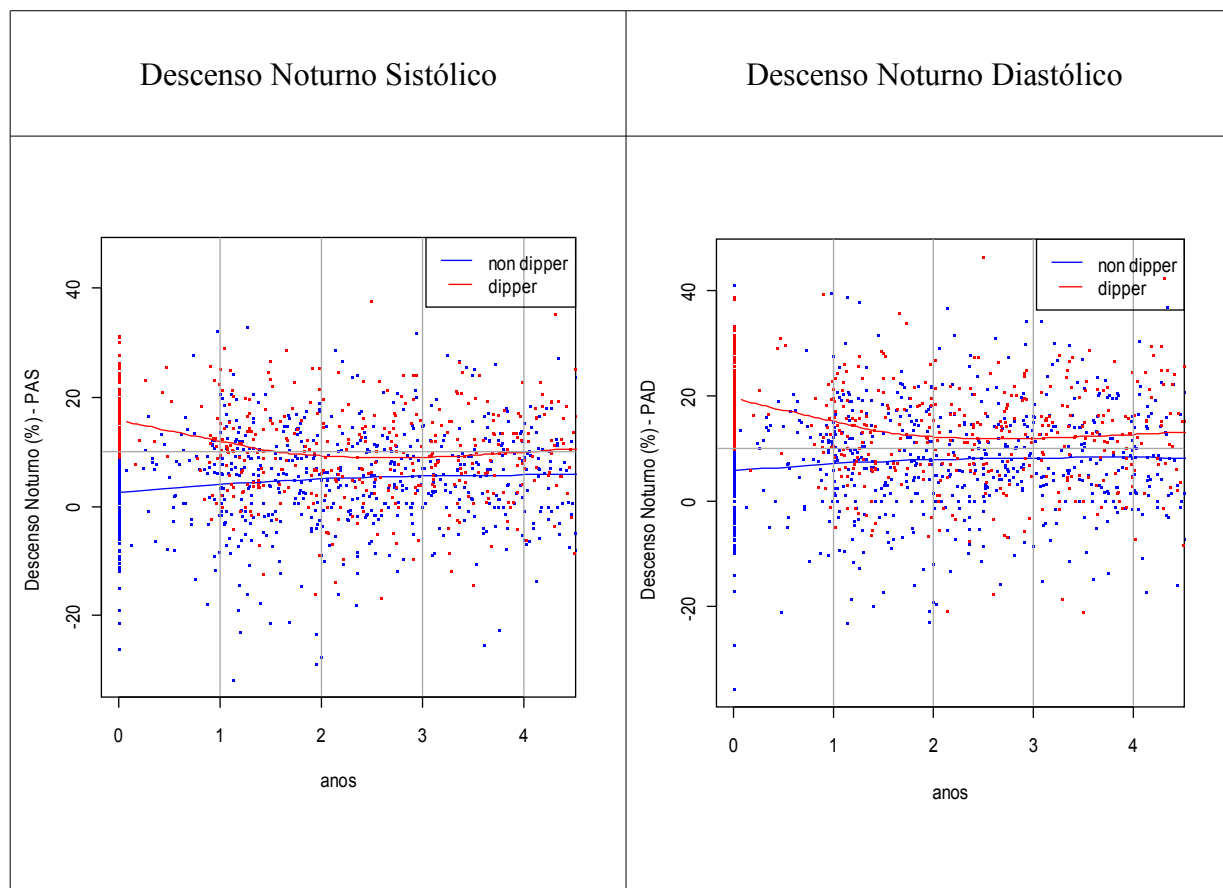 Descenso Noturno Sistólico
Descenso Noturno Diastólico
Descenso Noturno (%) - PAS
40
20
0
-20
non dipper
dipper
0 1 2 3 4
anos
Descenso Noturno (%) - PAD
40
20
0
-20
non dipper
dipper
0 1 2 3 4
anos